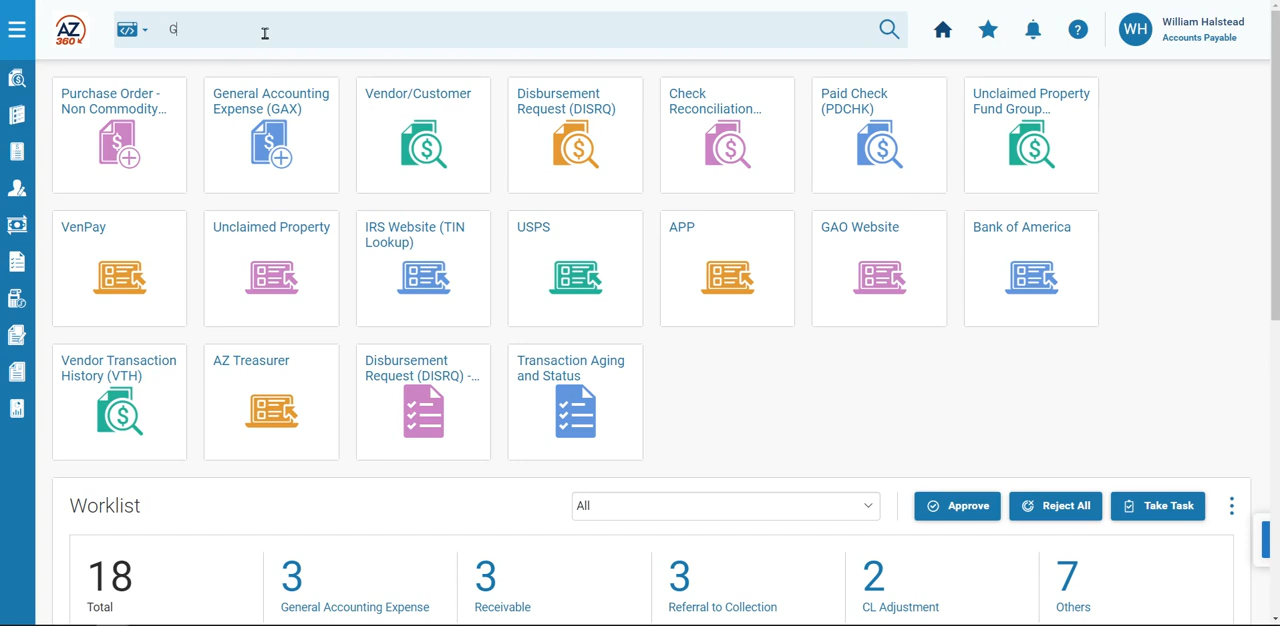 AZ
360
G
WH
William Halstead
Accounts Payable
Purchase Order -
Non Commodity...
General Accounting
Expense (GAX)
Vendor/Customer
Disbursement
Request (DISRQ)
Check
Reconciliation...
Paid Check
(PDCHK)
Unclaimed Property
Fund Group...
VenPay
Unclaimed Property
IRS Website (TIN
Lookup)
USPS
APP
GAO Website
Bank of America
Vendor Transaction
History (VTH)
AZ Treasurer
Disbursement
Request (DISRQ) -...
Transaction Aging
and Status
Worklist
All
Approve
Reject All
Take Task
18
Total
3
General Accounting Expense
3
Receivable
3
Referral to Collection
2
CL Adjustment
7
Others